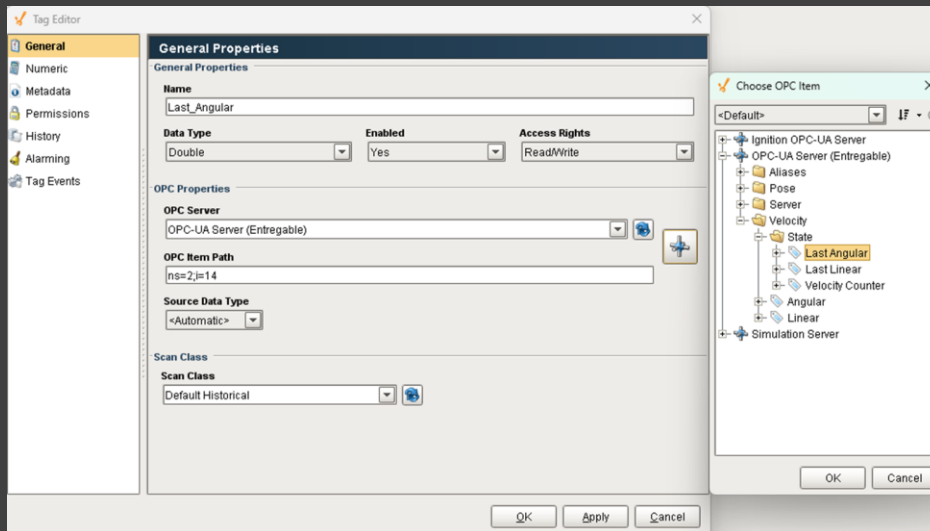 Tag Editor
General
Numeric
Metadata
Permissions
History
Alarming
Tag Events
General Properties
General Properties
Name
Last_Angular
Data Type Enabled Access Rights
Double Yes Read/Write
OPC Properties
OPC Server
OPC-UA Server (Entregable)
OPC Item Path
ns=2;i=14
Source Data Type
<Automatic>
Scan Class
Scan Class
Default Historical
OK Apply Cancel
Choose OPC Item
<Default>
Ignition OPC-UA Server
OPC-UA Server (Entregable)
Aliases
Pose
Server
Velocity
State
Last Angular
Last Linear
Velocity Counter
Angular
Linear
Simulation Server
OK Cancel